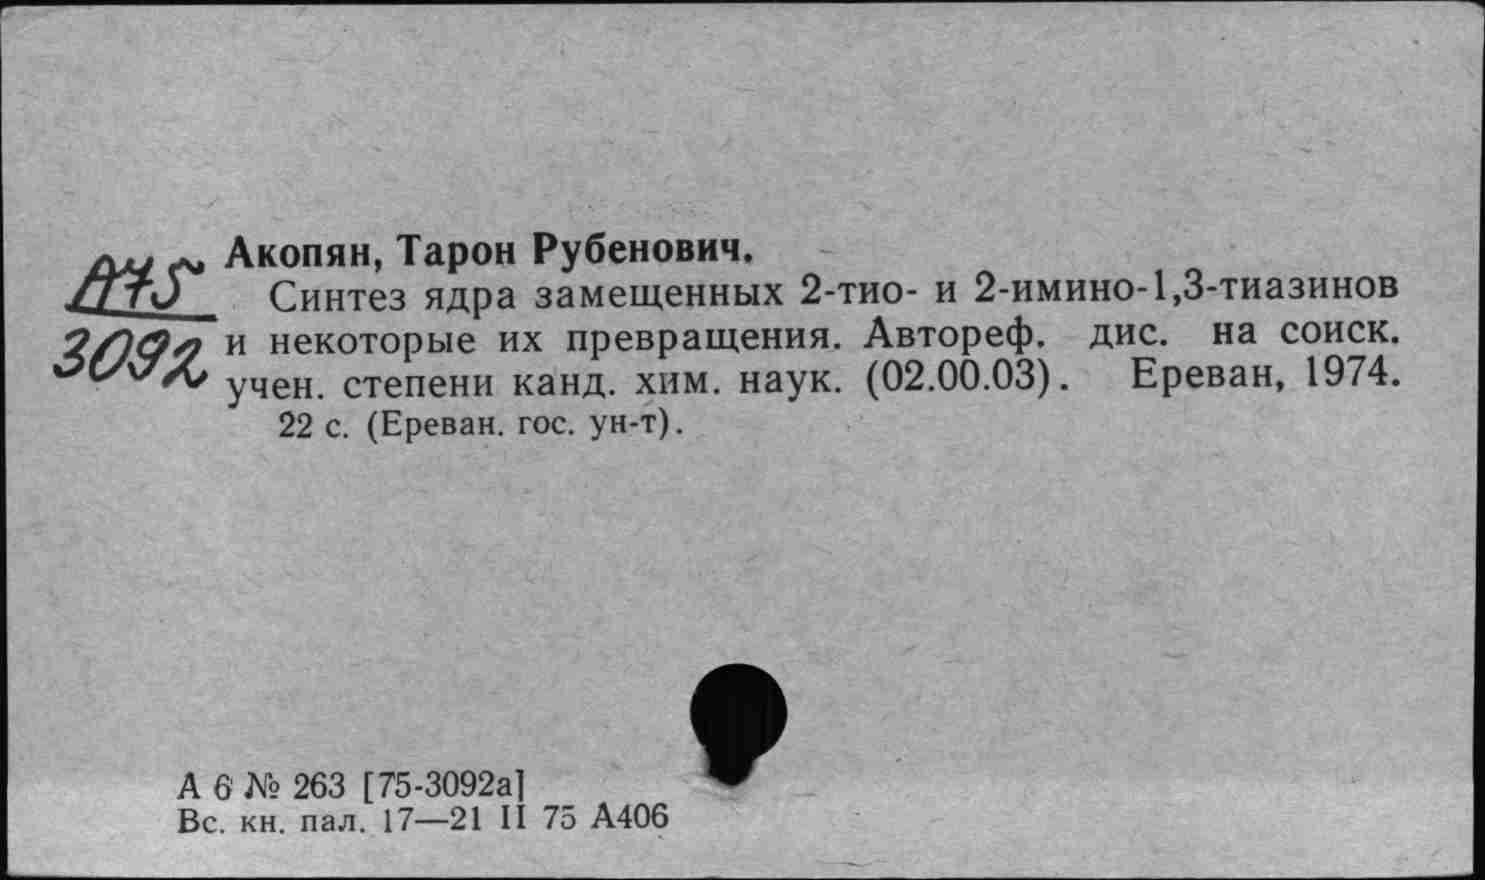 Акопян, Тарон Рубенович.
А75
3092
Синтез ядра замещенных 2-тио- и 2-имино-1,3-тиазинов
и некоторые их превращения. Автореф. дис. на соиск.
учен. степени канд. хим. наук. (02.00.03). Ереван, 1974.
22 с. (Ереван. гос. ун-т).
А 6 № 263 [75-3092а]
Вс. кн. пал. 17—21 II 75 А406